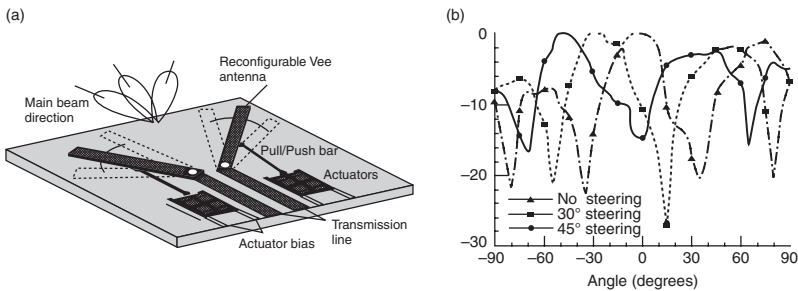 (a)
Reconfigurable Vee
antenna
Main beam
direction
Pull/Push bar
Actuators
Transmission
line
Actuator bias
(b)
0
−10
−20
−30
No steering
30° steering
45° steering
−90
−60
−30
0
30
60
90
Angle (degrees)